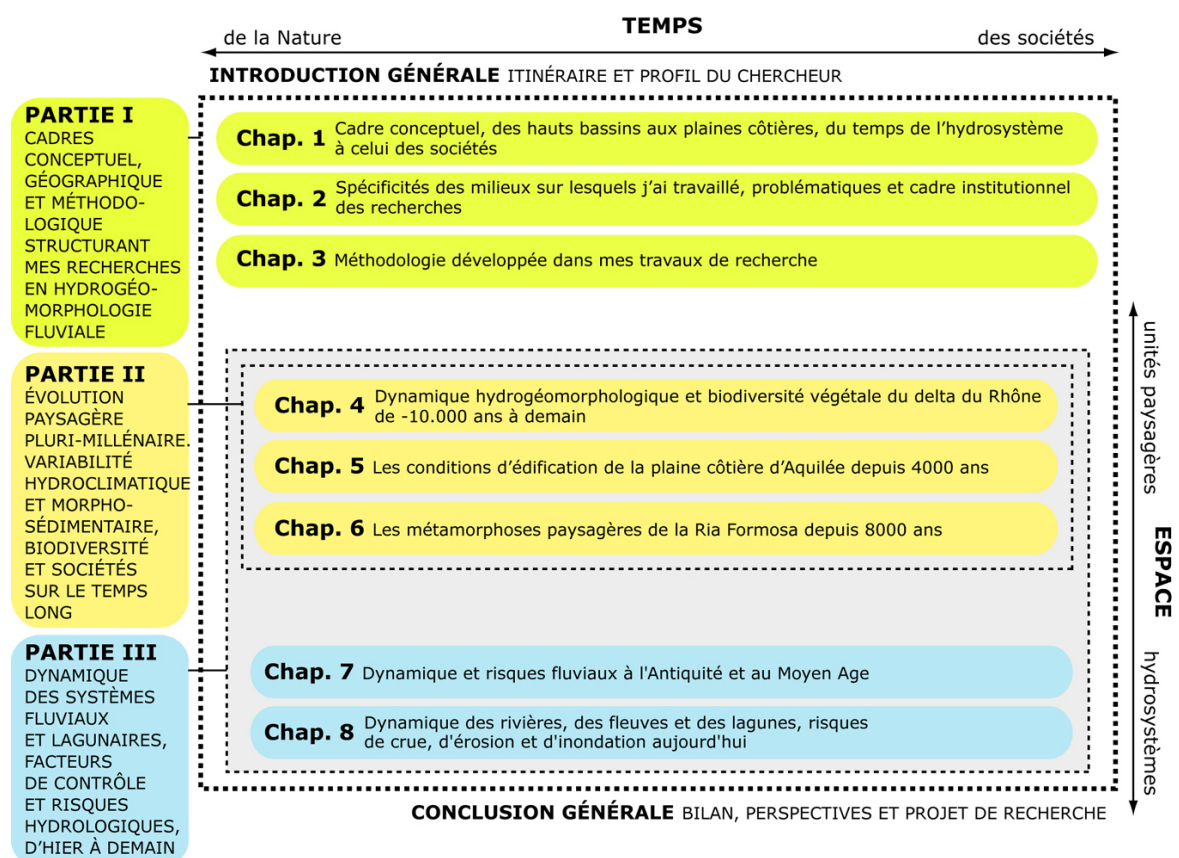 TEMPS
de la Nature
des sociétés
INTRODUCTION GÉNÉRALE ITINÉRAIRE ET PROFIL DU CHERCHEUR
PARTIE I
CADRES
CONCEPTUEL,
GÉOGRAPHIQUE
ET MÉTHODO-
LOGIQUE
STRUCTURANT
MES RECHERCHES
EN HYDROGÉO-
MORPHOLOGIE
FLUVIALE
Chap. 1 Cadre conceptuel, des hauts bassins aux plaines côtières, du temps de l’hydrosystème
à celui des sociétés
Chap. 2 Spécificités des milieux sur lesquels j’ai travaillé, problématiques et cadre institutionnel
des recherches
Chap. 3 Méthodologie développée dans mes travaux de recherche
PARTIE II
ÉVOLUTION
PAYSAGÈRE
PLURI-MILLÉNAIRE.
VARIABILITÉ
HYDROCLIMATIQUE
ET MORPHO-
SÉDIMENTAIRE,
BIODIVERSITÉ
ET SOCIÉTÉS
SUR LE TEMPS
LONG
Chap. 4 Dynamique hydrogéomorphologique et biodiversité végétale du delta du Rhône
de -10.000 ans à demain
Chap. 5 Les conditions d’édification de la plaine côtière d’Aquilée depuis 4000 ans
Chap. 6 Les métamorphoses paysagères de la Ria Formosa depuis 8000 ans
PARTIE III
DYNAMIQUE
DES SYSTÈMES
FLUVIAUX
ET LAGUNAIRES,
FACTEURS
DE CONTRÔLE
ET RISQUES
HYDROLOGIQUES,
D’HIER À DEMAIN
Chap. 7 Dynamique et risques fluviaux à l'Antiquité et au Moyen Age
Chap. 8 Dynamique des rivières, des fleuves et des lagunes, risques
de crue, d'érosion et d'inondation aujourd'hui
unités paysagères
ESPACE
hydrosystèmes
CONCLUSION GÉNÉRALE BILAN, PERSPECTIVES ET PROJET DE RECHERCHE